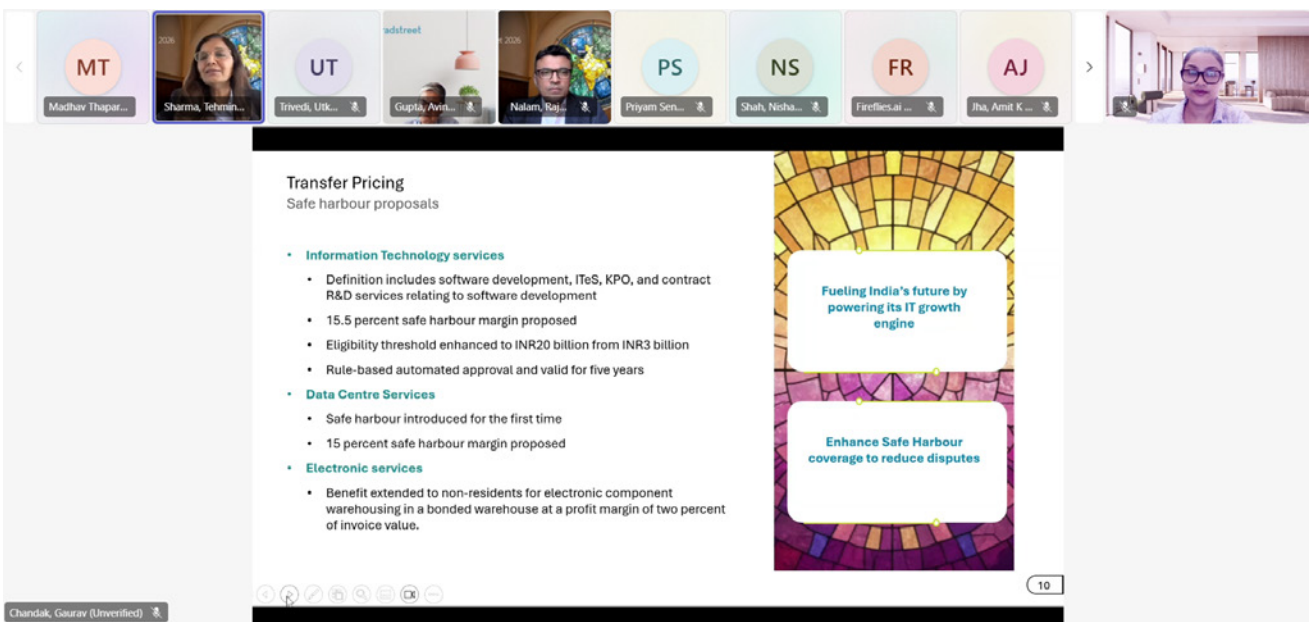 2026
adstreet
2026
MT
UT
PS
NS
FR
AJ
Madhav Thapar...
Sharma, Tehmin...
Trivedi, Utk...
Gupta, Avin...
Nalam, Raj...
Priyam Sen...
Shah, Nisha...
Fireflies.ai ...
Jha, Amit K ...
Transfer Pricing
Safe harbour proposals
• Information Technology services
• Definition includes software development, ITeS, KPO, and contract
R&D services relating to software development
• 15.5 percent safe harbour margin proposed
• Eligibility threshold enhanced to INR20 billion from INR3 billion
• Rule-based automated approval and valid for five years
• Data Centre Services
• Safe harbour introduced for the first time
• 15 percent safe harbour margin proposed
• Electronic services
• Benefit extended to non-residents for electronic component
warehousing in a bonded warehouse at a profit margin of two percent
of invoice value.
Fueling India's future by
powering its IT growth
engine
Enhance Safe Harbour
coverage to reduce disputes
10
Chandak, Gaurav (Unverified)